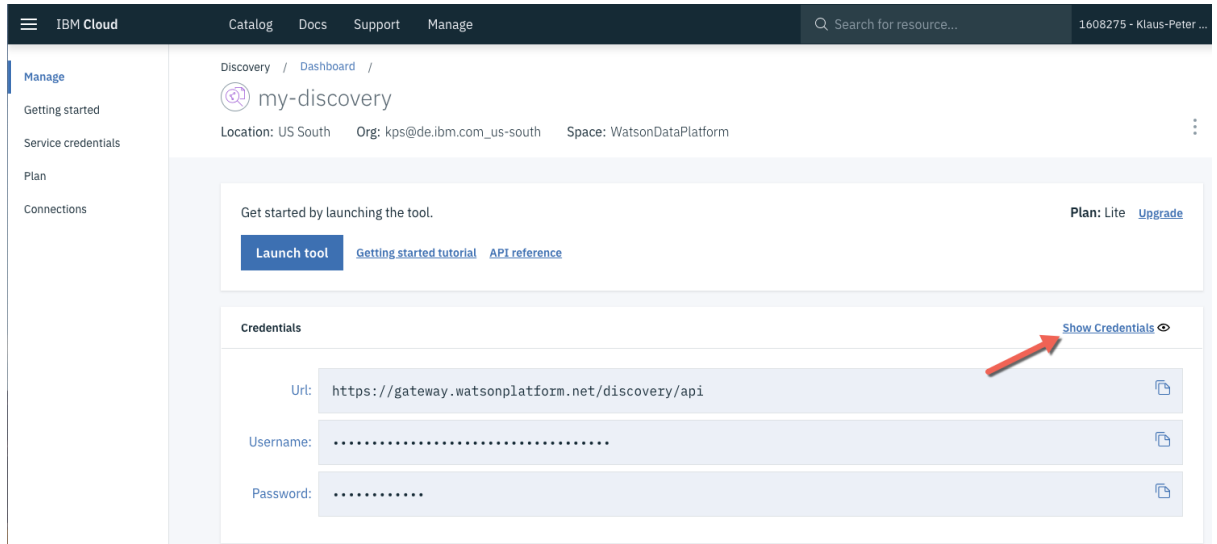 IBM Cloud Catalog Docs Support Manage Search for resource... 1608275 - Klaus-Peter ...
Manage
Getting started
Service credentials
Plan
Connections
Discovery / Dashboard /
my-discovery
Location: US South Org: kps@de.ibm.com_us-south Space: WatsonDataPlatform
Get started by launching the tool. Plan: Lite Upgrade
Launch tool Getting started tutorial API reference
Credentials Show Credentials
Url: https://gateway.watsonplatform.net/discovery/api
Username: ••••••••••••••••••••••••••••••••••••
Password: ••••••••••••